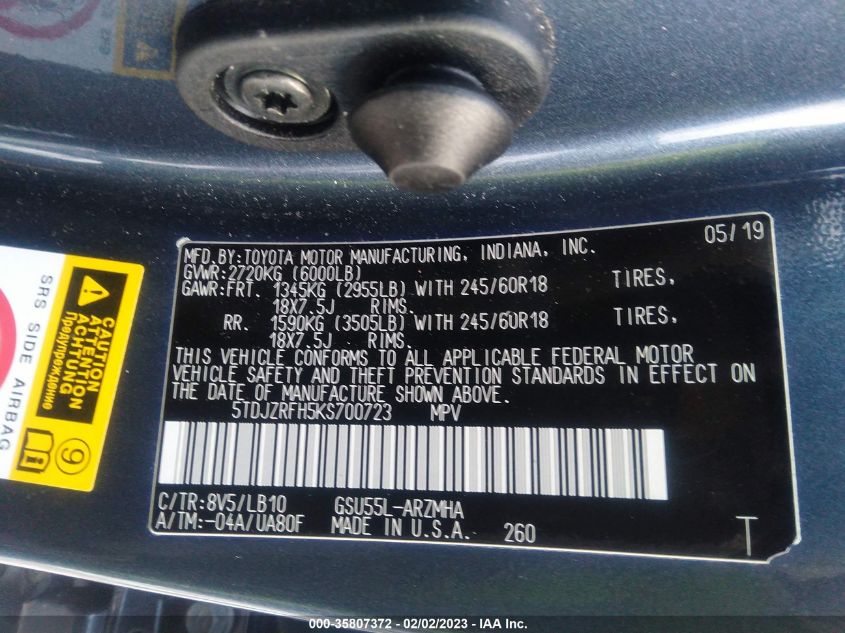 MFD.BY:TOYOTA MOTOR MANUFACTURING, INDIANA, INC. 05/19
GVWR:2720KG (6000LB)
GAWR:FRT. 1345KG (2955LB) WITH 245/60R18 TIRES,
18X7.5J RIMS.
RR. 1590KG (3505LB) WITH 245/60R18 TIRES,
18X7.5J RIMS.
THIS VEHICLE CONFORMS TO ALL APPLICABLE FEDERAL MOTOR
VEHICLE SAFETY AND THEFT PREVENTION STANDARDS IN EFFECT ON
THE DATE OF MANUFACTURE SHOWN ABOVE.
5TDJZRFH5KS700723 MPV
C/TR:8V5/LB10 GSU55L-ARZMHA
A/TM:-04A/UA80F MADE IN U.S.A. 260
T
SRS SIDE AIRBAG
CAUTION
ATTENTION
ACHTUNG
Предупреждение
9
000-35807372 - 02/02/2023 - IAA Inc.